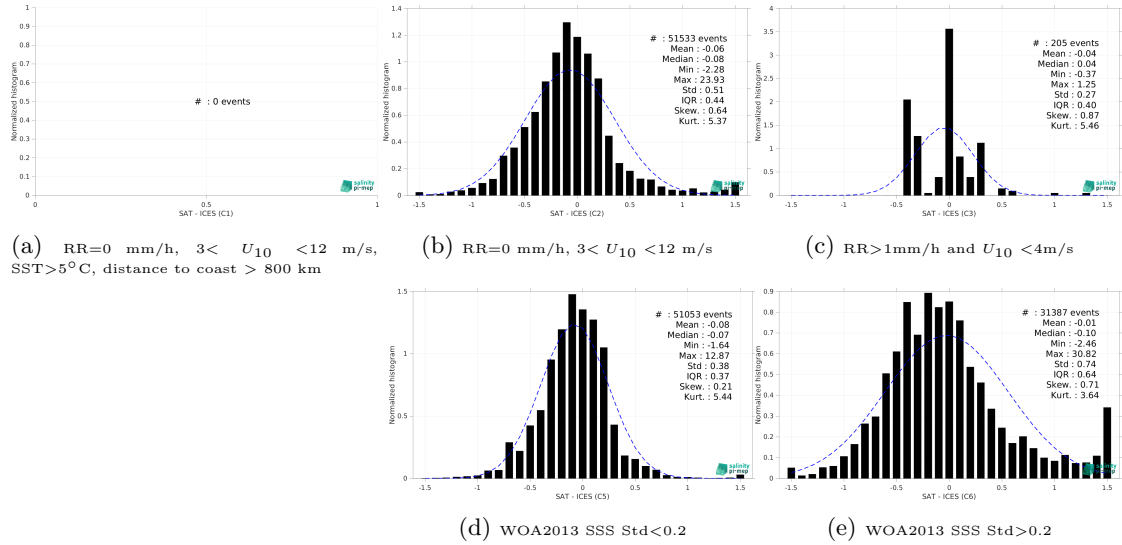 Normalized histogram
1
0.9
0.8
0.7
0.6
0.5
0.4
0.3
0.2
0.1
0
# : 0 events
salinity
pi-mep
0 0.5 1
SAT - ICES (C1)
(a) RR=0 mm/h, 3< U10 <12 m/s,
SST>5°C, distance to coast > 800 km
Normalized histogram
1.4
1.2
1
0.8
0.6
0.4
0.2
0
# : 51533 events
Mean : -0.06
Median : -0.08
Min : -2.28
Max : 23.93
Std : 0.51
IQR : 0.44
Skew. : 0.64
Kurt. : 5.37
salinity
pi-mep
-1.5 -1 -0.5 0 0.5 1 1.5
SAT - ICES (C2)
(b) RR=0 mm/h, 3< U10 <12 m/s
Normalized histogram
4
3.5
3
2.5
2
1.5
1
0.5
0
# : 205 events
Mean : -0.04
Median : 0.04
Min : -0.37
Max : 1.25
Std : 0.27
IQR : 0.40
Skew. : 0.87
Kurt. : 5.46
salinity
pi-mep
-1.5 -1 -0.5 0 0.5 1 1.5
SAT - ICES (C3)
(c) RR>1mm/h and U10 <4m/s
Normalized histogram
1.5
1
0.5
0
# : 51053 events
Mean : -0.08
Median : -0.07
Min : -1.64
Max : 12.87
Std : 0.38
IQR : 0.37
Skew. : 0.21
Kurt. : 5.44
salinity
pi-mep
-1.5 -1 -0.5 0 0.5 1 1.5
SAT - ICES (C5)
(d) WOA2013 SSS Std<0.2
Normalized histogram
0.9
0.8
0.7
0.6
0.5
0.4
0.3
0.2
0.1
0
# : 31387 events
Mean : -0.01
Median : -0.10
Min : -2.46
Max : 30.82
Std : 0.74
IQR : 0.64
Skew. : 0.71
Kurt. : 3.64
salinity
pi-mep
-1.5 -1 -0.5 0 0.5 1 1.5
SAT - ICES (C6)
(e) WOA2013 SSS Std>0.2